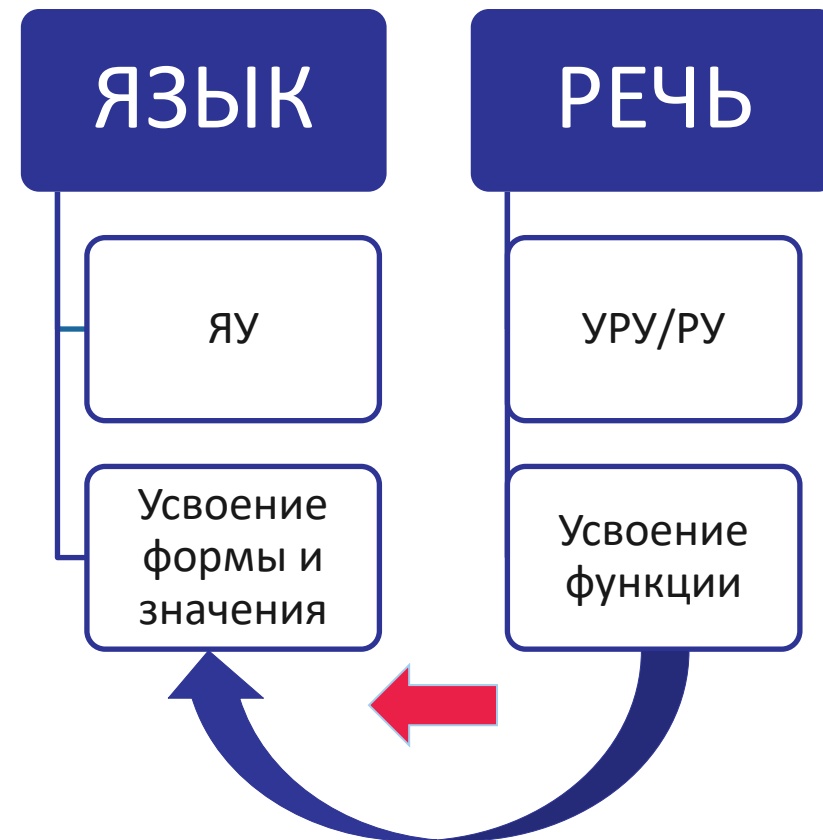 ЯЗЫК
ЯУ
Усвоение
формы и
значения
РЕЧЬ
УРУ/РУ
Усвоение
функции